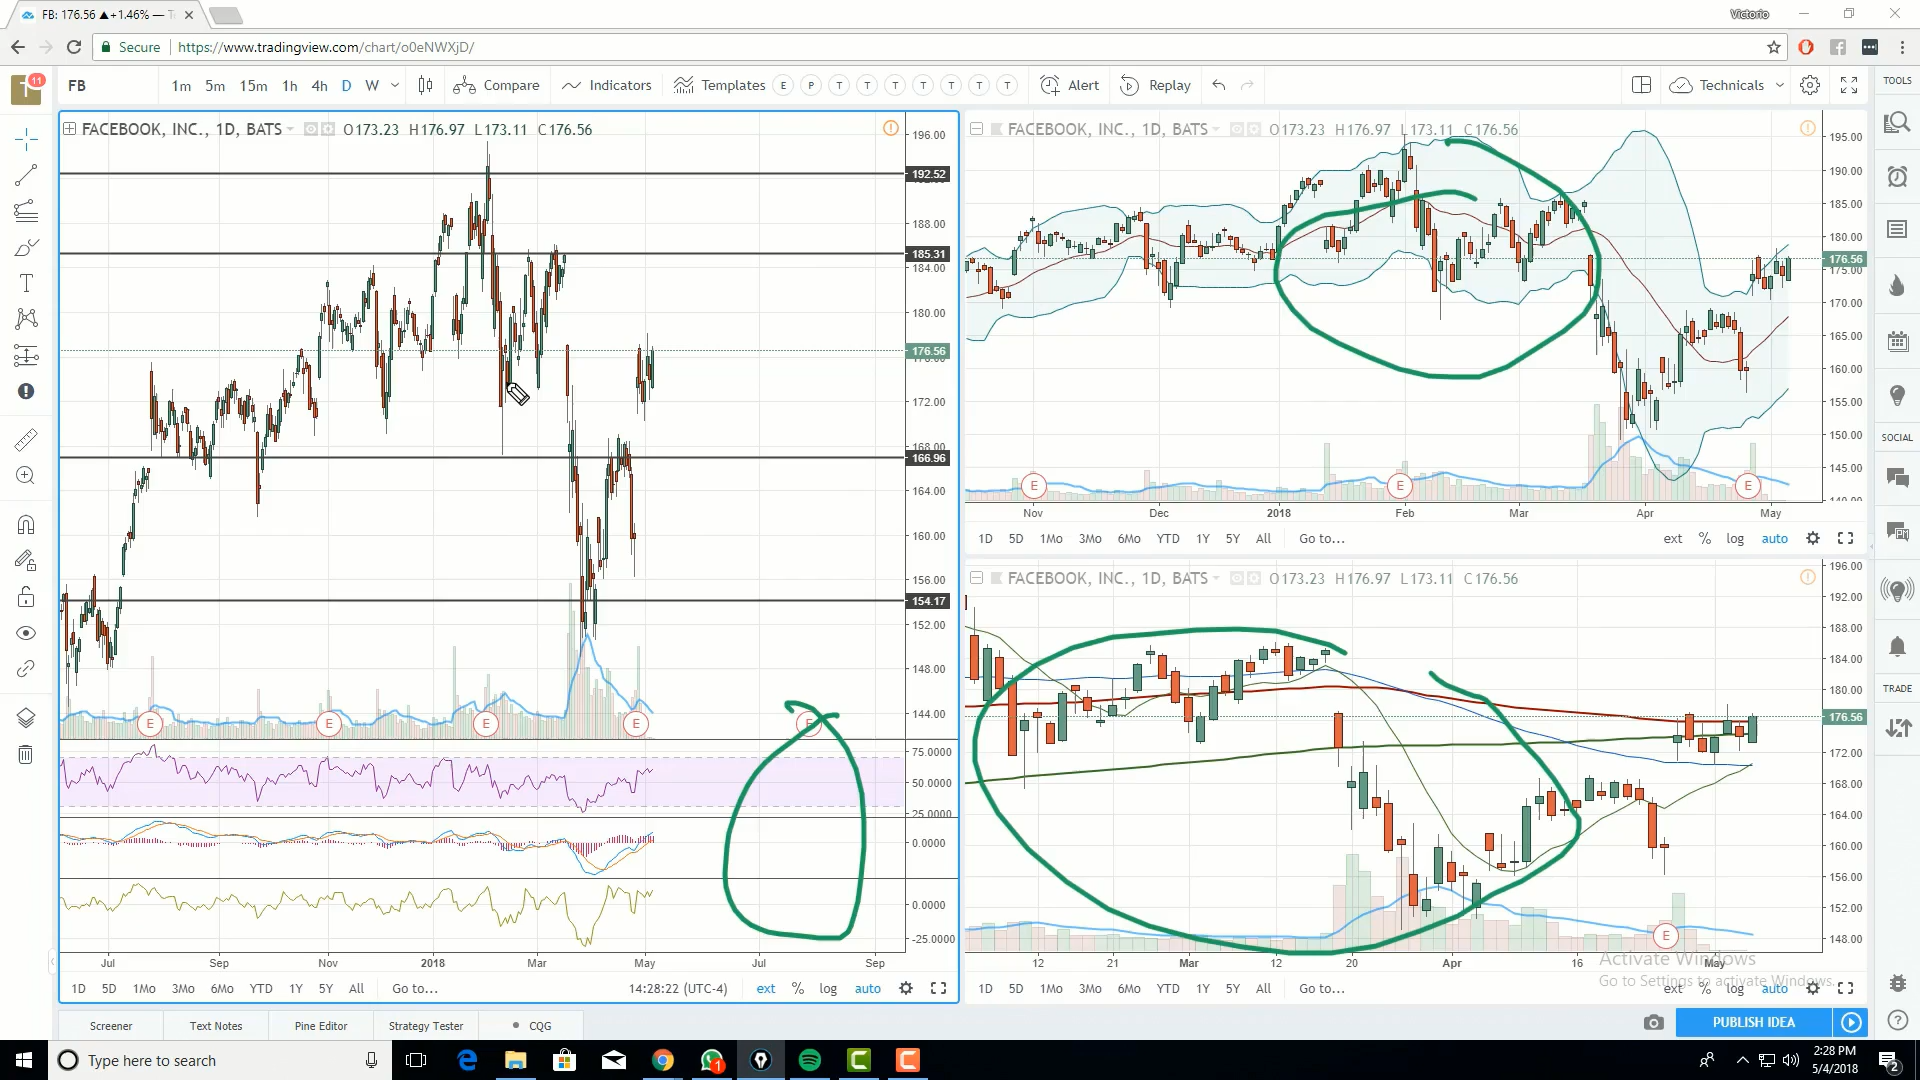 FB: 176.56 ▲+1.46% — T
Victorio
Secure https://www.tradingview.com/chart/o0eNWXjD/
T 11 FB 1m 5m 15m 1h 4h D W Compare Indicators Templates E P T T T T T T T Alert Replay Technicals
TOOLS
FACEBOOK, INC., 1D, BATS O173.23 H176.97 L173.11 C176.56
196.00
192.52
188.00
185.31
184.00
180.00
176.56
172.00
168.00
166.96
164.00
160.00
156.00
154.17
152.00
148.00
144.00
E E E E E
75.0000
50.0000
25.0000
0.0000
0.0000
-25.0000
Jul Sep Nov 2018 Mar May Jul Sep
1D 5D 1Mo 3Mo 6Mo YTD 1Y 5Y All Go to... 14:28:22 (UTC-4) ext % log auto
FACEBOOK, INC., 1D, BATS O173.23 H176.97 L173.11 C176.56
195.00
190.00
185.00
180.00
176.56
175.00
170.00
165.00
160.00
155.00
150.00
145.00
140.00
E E E
Nov Dec 2018 Feb Mar Apr May
1D 5D 1Mo 3Mo 6Mo YTD 1Y 5Y All Go to... ext % log auto
FACEBOOK, INC., 1D, BATS O173.23 H176.97 L173.11 C176.56
196.00
192.00
188.00
184.00
180.00
176.56
172.00
168.00
164.00
160.00
156.00
152.00
148.00
E
12 21 Mar 12 20 Apr 16 May
Activate Windows
Go to Settings to activate Windows.
1D 5D 1Mo 3Mo 6Mo YTD 1Y 5Y All Go to... ext % log auto
SOCIAL
TRADE
Screener Text Notes Pine Editor Strategy Tester CQG
PUBLISH IDEA
Type here to search
1
2:28 PM
5/4/2018
2